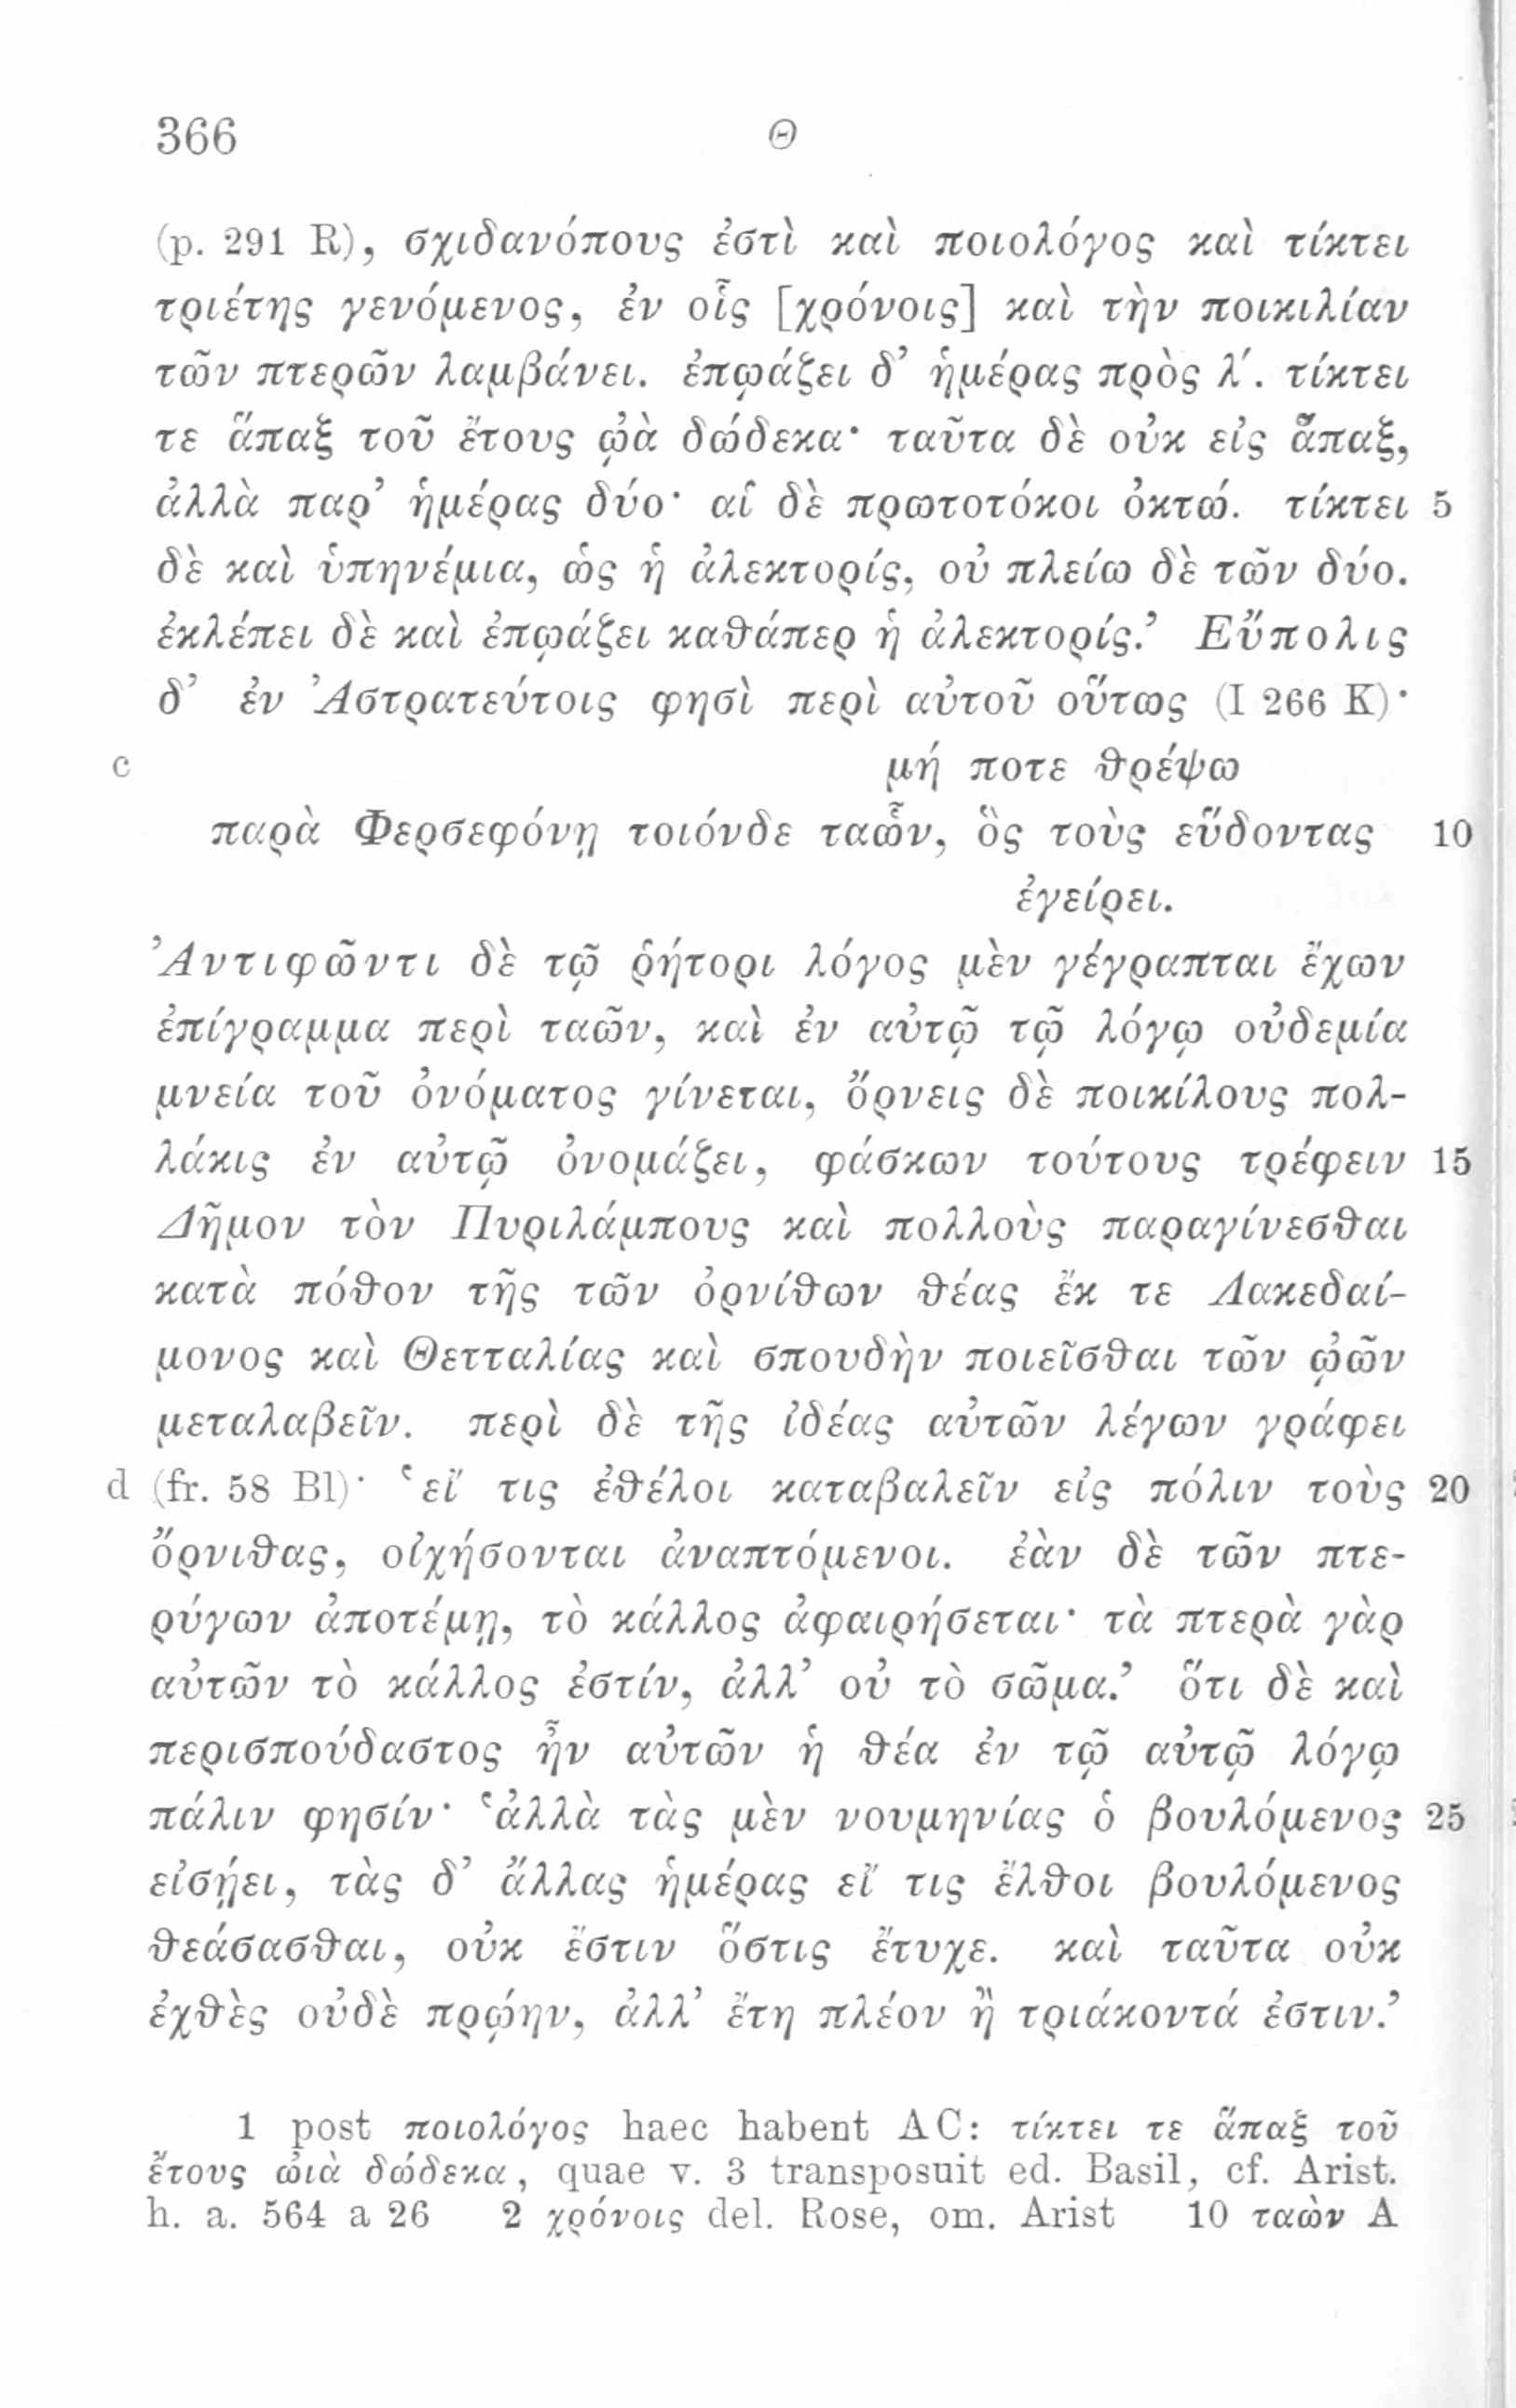 366 Θ
(p. 291 R), σχιδανόπους ἐστὶ καὶ ποιολόγος καὶ τίκτει
τριέτης γενόμενος, ἐν οἷς [χρόνοις] καὶ τὴν ποικιλίαν
τῶν πτερῶν λαμβάνει. ἐπῳάζει δ’ ἡμέρας πρὸς λ´. τίκτει
τε ἅπαξ τοῦ ἔτους ᾠὰ δώδεκα· ταῦτα δὲ οὐκ εἰς ἅπαξ,
ἀλλὰ παρ’ ἡμέρας δύο· αἱ δὲ πρωτοτόκοι ὀκτώ. τίκτει 5
δὲ καὶ ὑπηνέμια, ὡς ἡ ἀλεκτορίς, οὐ πλείω δὲ τῶν δύο.
ἐκλέπει δὲ καὶ ἐπῳάζει καθάπερ ἡ ἀλεκτορίς.’ Εὔπολις
δ’ ἐν Ἀστρατεύτοις φησὶ περὶ αὐτοῦ οὕτως (I 266 K)·
c μή ποτε θρέψω
παρὰ Φερσεφόνῃ τοιόνδε ταὧν, ὃς τοὺς εὕδοντας 10
ἐγείρει.
Ἀντιφῶντι δὲ τῷ ῥήτορι λόγος μὲν γέγραπται ἔχων
ἐπίγραμμα περὶ ταῶν, καὶ ἐν αὐτῷ τῷ λόγῳ οὐδεμία
μνεία τοῦ ὀνόματος γίνεται, ὄρνεις δὲ ποικίλους πολ-
λάκις ἐν αὐτῷ ὀνομάζει, φάσκων τούτους τρέφειν 15
Δῆμον τὸν Πυριλάμπους καὶ πολλοὺς παραγίνεσθαι
κατὰ πόθον τῆς τῶν ὀρνίθων θέας ἔκ τε Λακεδαί-
μονος καὶ Θετταλίας καὶ σπουδὴν ποιεῖσθαι τῶν ᾠῶν
μεταλαβεῖν. περὶ δὲ τῆς ἰδέας αὐτῶν λέγων γράφει
d (fr. 58 Bl)· ‘εἴ τις ἐθέλοι καταβαλεῖν εἰς πόλιν τοὺς 20
ὄρνιθας, οἰχήσονται ἀναπτόμενοι. ἐὰν δὲ τῶν πτε-
ρύγων ἀποτέμῃ, τὸ κάλλος ἀφαιρήσεται· τὰ πτερὰ γὰρ
αὐτῶν τὸ κάλλος ἐστίν, ἀλλ’ οὐ τὸ σῶμα.’ ὅτι δὲ καὶ
περισπούδαστος ἦν αὐτῶν ἡ θέα ἐν τῷ αὐτῷ λόγῳ
πάλιν φησίν· ‘ἀλλὰ τὰς μὲν νουμηνίας ὁ βουλόμενος 25
εἰσῄει, τὰς δ’ ἄλλας ἡμέρας εἴ τις ἔλθοι βουλόμενος
θεάσασθαι, οὐκ ἔστιν ὅστις ἔτυχε. καὶ ταῦτα οὐκ
ἐχθὲς οὐδὲ πρῴην, ἀλλ’ ἔτη πλέον ἢ τριάκοντά ἐστιν.’
1 post ποιολόγος haec habent AC: τίκτει τε ἅπαξ τοῦ
ἔτους ὠιὰ δώδεκα, quae v. 3 transposuit ed. Basil, cf. Arist.
h. a. 564 a 26 2 χρόνοις del. Rose, om. Arist 10 ταὼν A